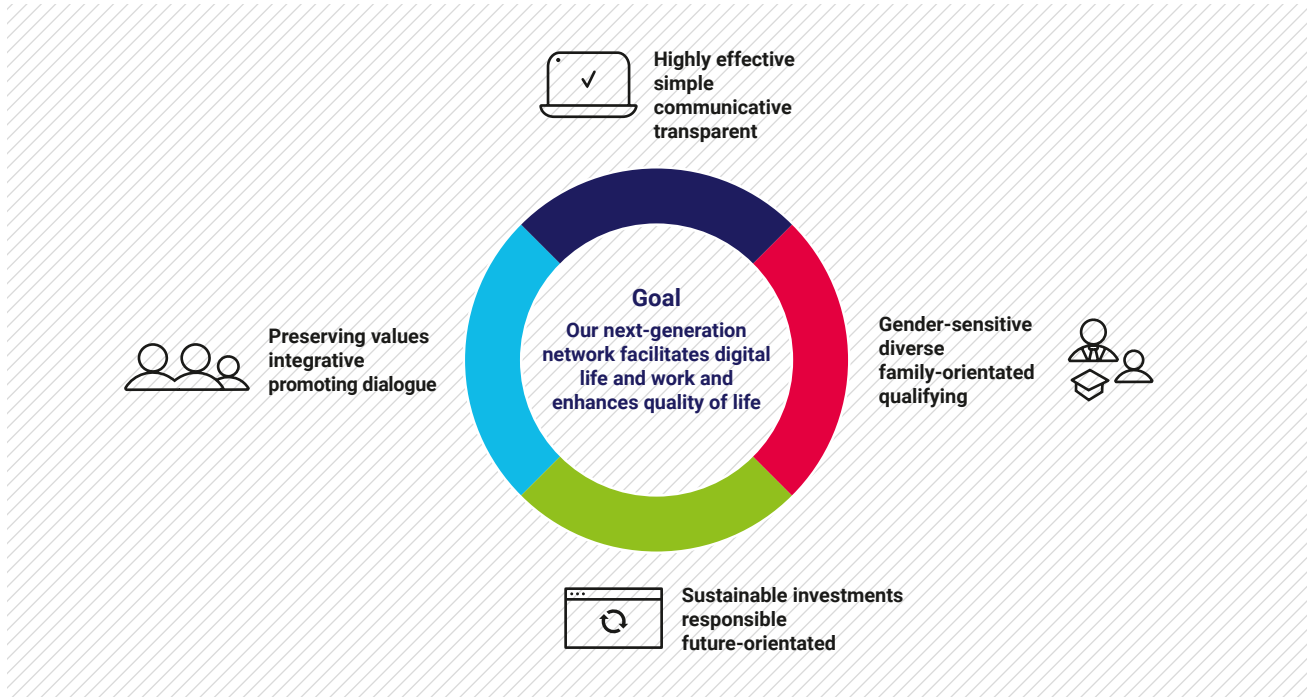 Highly effective
simple
communicative
transparent
Goal
Our next-generation
network facilitates digital
life and work and
enhances quality of life
Preserving values
integrative
promoting dialogue
Gender-sensitive
diverse
family-orientated
qualifying
Sustainable investments
responsible
future-orientated